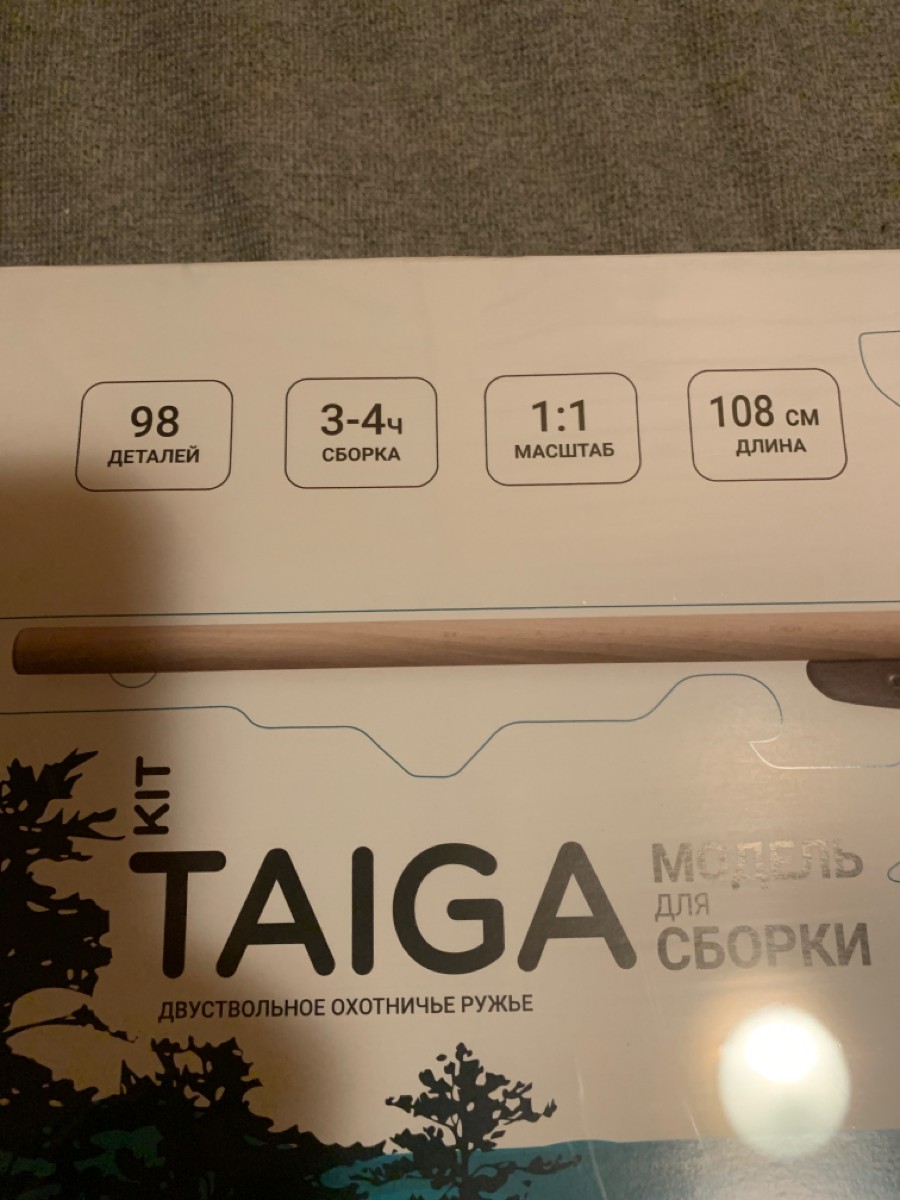 98
ДЕТАЛЕЙ
3-4ч
СБОРКА
1:1
МАСШТАБ
108 см
ДЛИНА
KIT
TAIGA
МОДЕЛЬ
ДЛЯ
СБОРКИ
ДВУСТВОЛЬНОЕ ОХОТНИЧЬЕ РУЖЬЕ